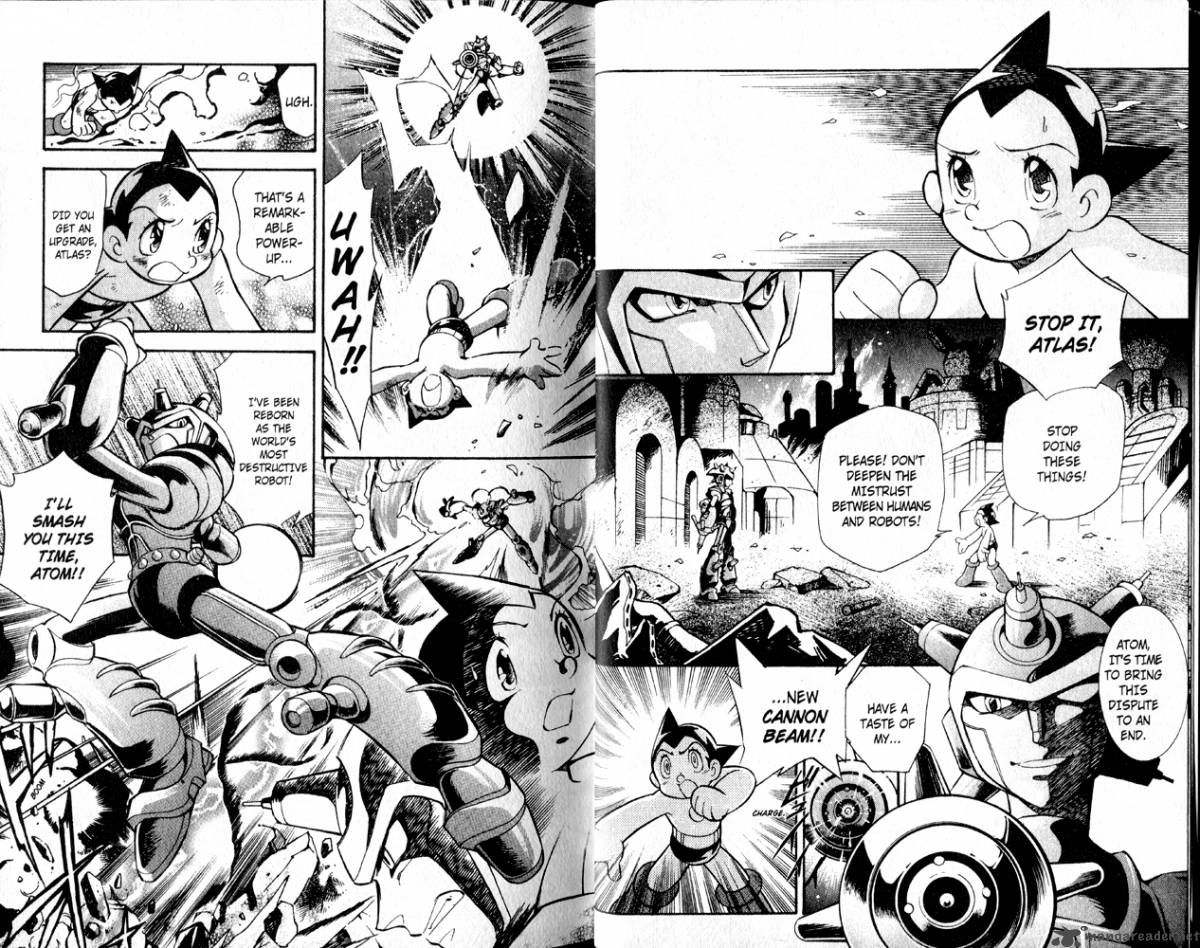 STOP IT,
ATLAS!
STOP
DOING
THESE
THINGS!
PLEASE! DON'T
DEEPEN THE
MISTRUST
BETWEEN HUMANS
AND ROBOTS!
ATOM,
IT'S TIME
TO BRING
THIS
DISPUTE
TO AN
END.
HAVE A
TASTE OF
MY...
...NEW
CANNON
BEAM!!
CHARGE
UWAH!!
UGH.
THAT'S A
REMARK-
ABLE
POWER-
UP...
DID YOU
GET AN
UPGRADE,
ATLAS?
I'VE BEEN
REBORN
AS THE
WORLD'S
MOST
DESTRUCTIVE
ROBOT!
I'LL
SMASH
YOU THIS
TIME,
ATOM!!
mangareader.net